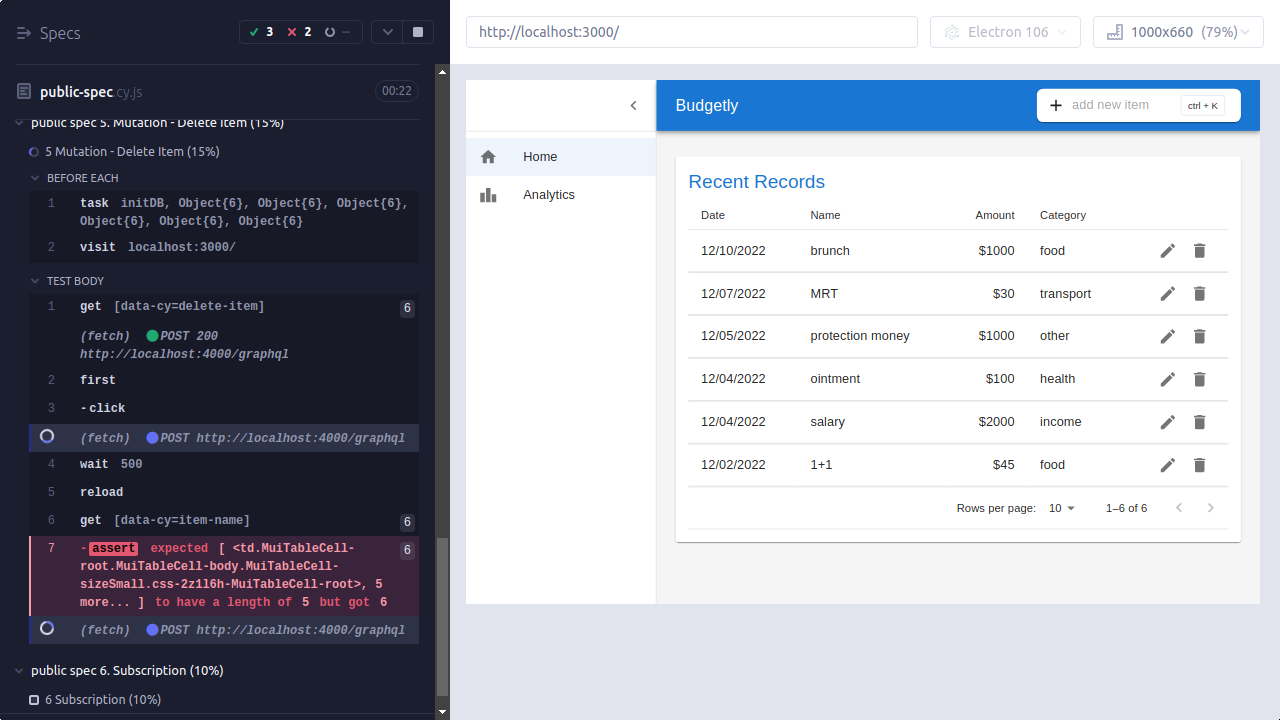 Specs
3
2
--
public-spec.cy.js
00:22
public spec 5. Mutation - Delete Item (15%)
5 Mutation - Delete Item (15%)
BEFORE EACH
1 task initDB, Object{6}, Object{6}, Object{6},
Object{6}, Object{6}, Object{6}
2 visit localhost:3000/
TEST BODY
1 get [data-cy=delete-item] 6
(fetch) POST 200
http://localhost:4000/graphql
2 first
3 -click
(fetch) POST http://localhost:4000/graphql
4 wait 500
5 reload
6 get [data-cy=item-name] 6
7 -assert expected [ <td.MuiTableCell- 6
root.MuiTableCell-body.MuiTableCell-
sizeSmall.css-2z1l6h-MuiTableCell-root>, 5
more... ] to have a length of 5 but got 6
(fetch) POST http://localhost:4000/graphql
public spec 6. Subscription (10%)
6 Subscription (10%)
http://localhost:3000/
Electron 106
1000x660 (79%)
Budgetly
add new item
ctrl + K
Home
Analytics
Recent Records
Date Name Amount Category
12/10/2022 brunch $1000 food
12/07/2022 MRT $30 transport
12/05/2022 protection money $1000 other
12/04/2022 ointment $100 health
12/04/2022 salary $2000 income
12/02/2022 1+1 $45 food
Rows per page: 10 1–6 of 6